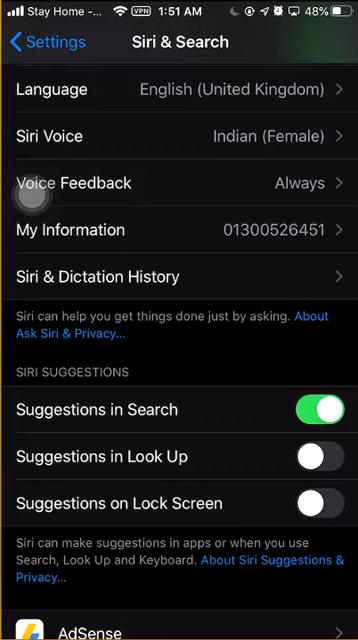 Stay Home -... VPN 1:51 AM 48%
Settings Siri & Search
Language English (United Kingdom)
Siri Voice Indian (Female)
Voice Feedback Always
My Information 01300526451
Siri & Dictation History
Siri can help you get things done just by asking. About
Ask Siri & Privacy...
SIRI SUGGESTIONS
Suggestions in Search
Suggestions in Look Up
Suggestions on Lock Screen
Siri can make suggestions in apps or when you use
Search, Look Up and Keyboard. About Siri Suggestions &
Privacy...
AdSense